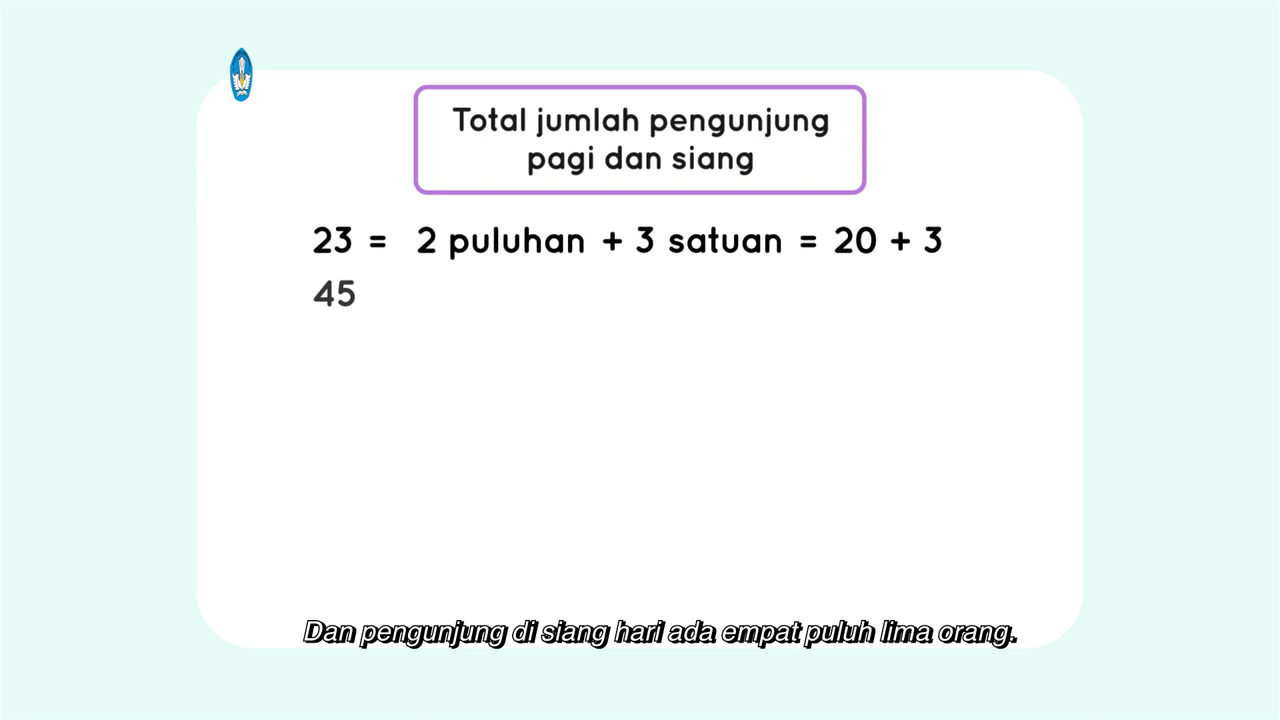 Total jumlah pengunjung
pagi dan siang
23 = 2 puluhan + 3 satuan = 20 + 3
45
Dan pengunjung di siang hari ada empat puluh lima orang.